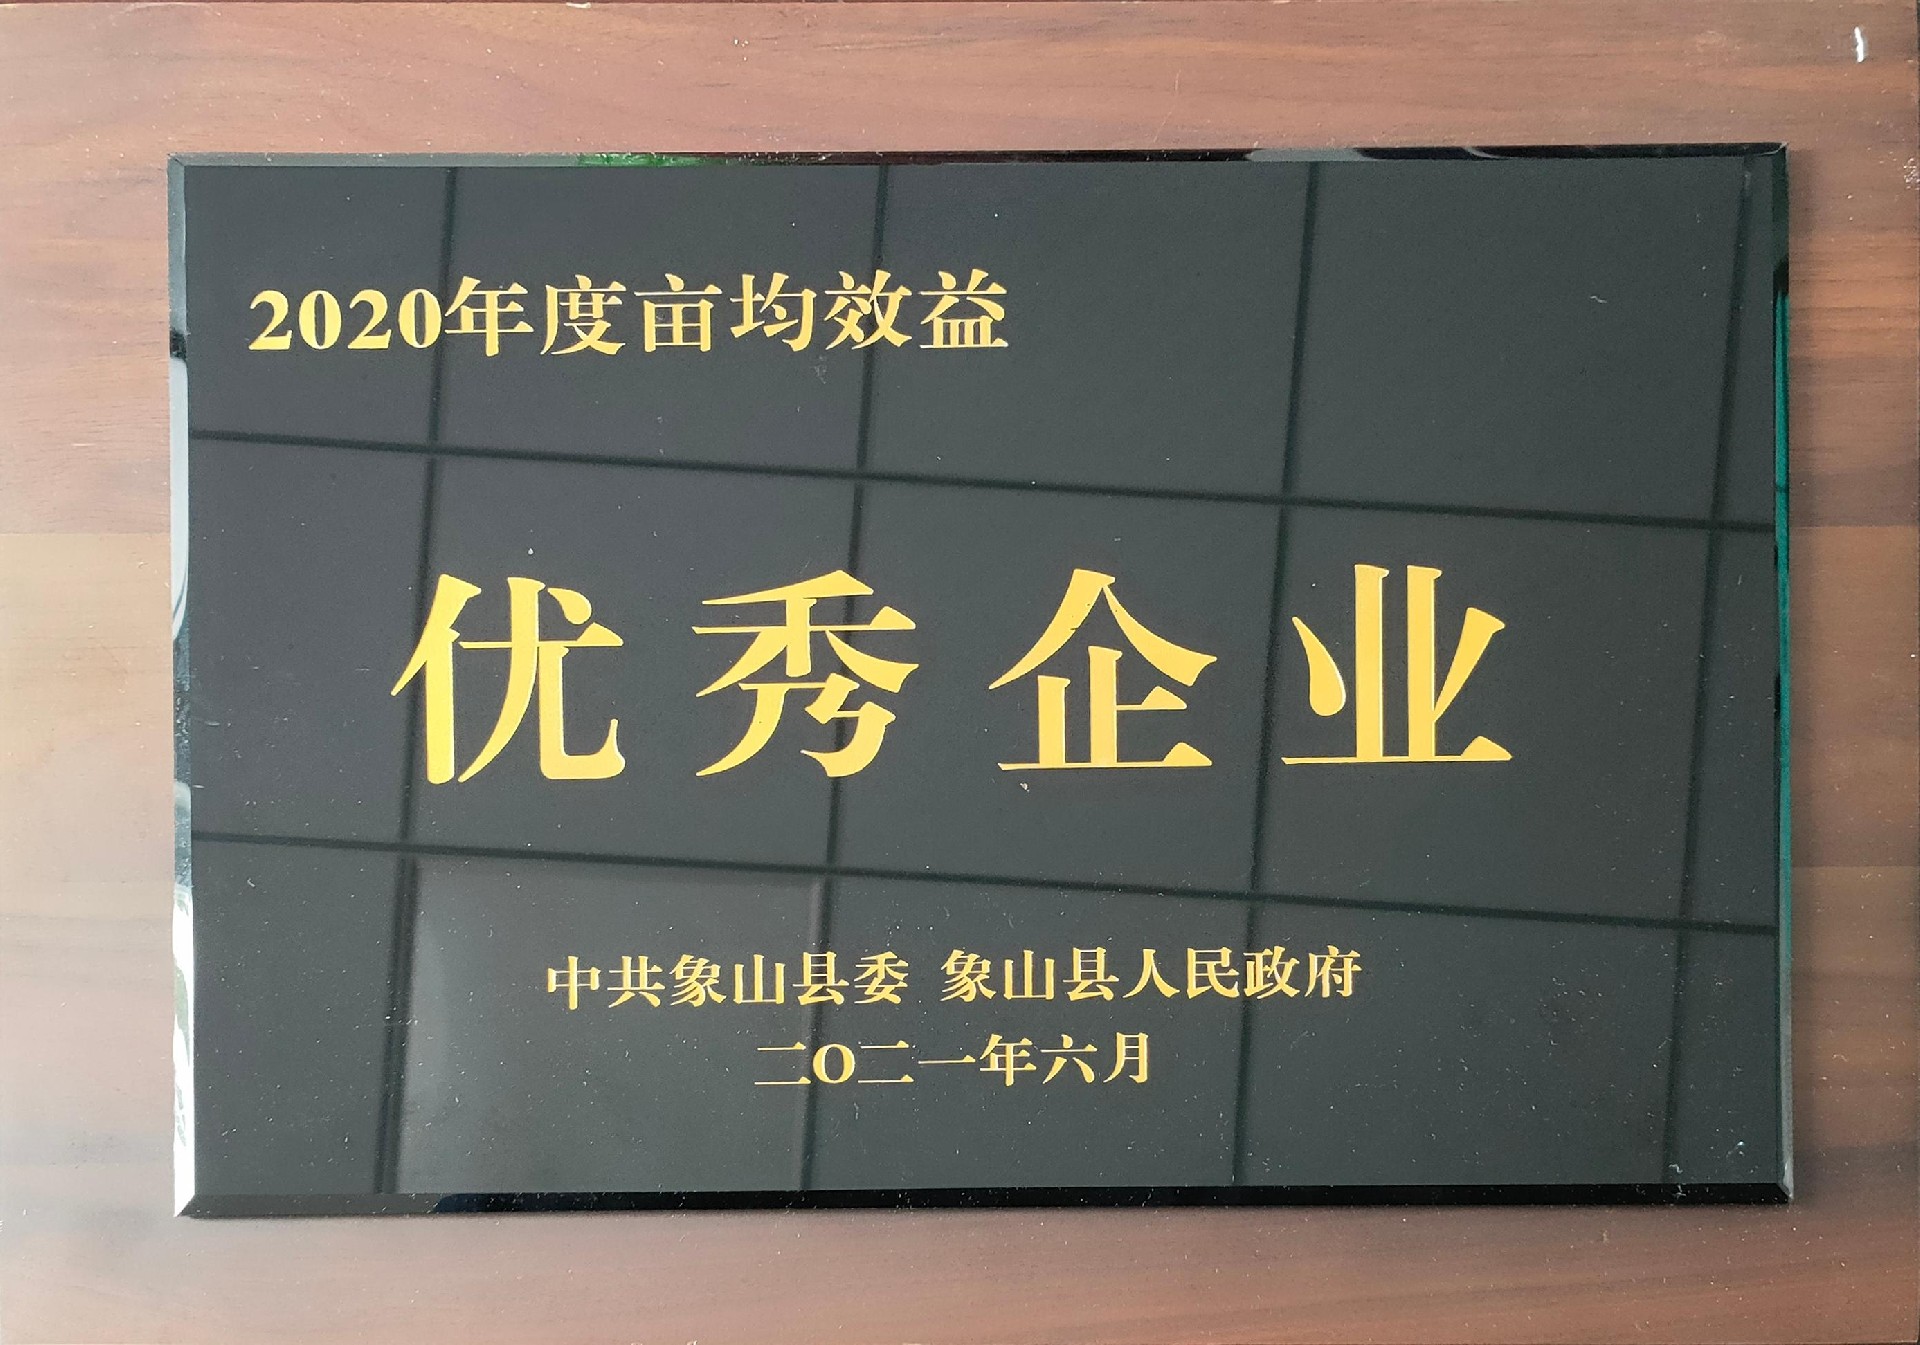 2020年度亩均效益
优秀企业
中共象山县委 象山县人民政府
二O二一年六月